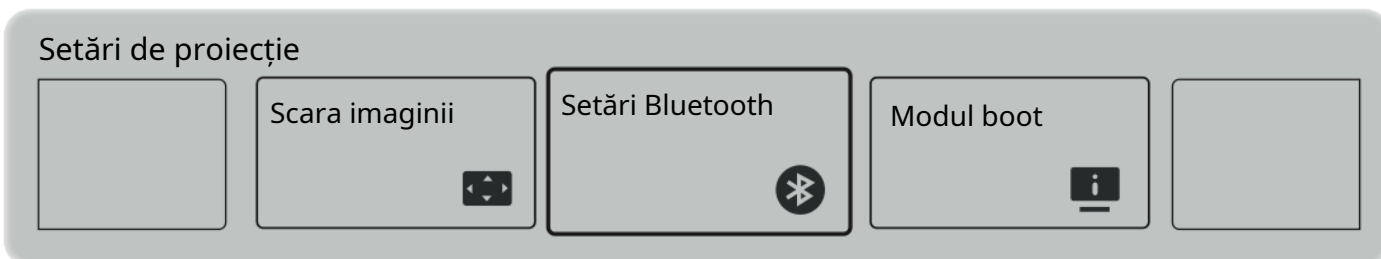 Setări de proiecție
Scara imaginii
Setări Bluetooth
Modul boot